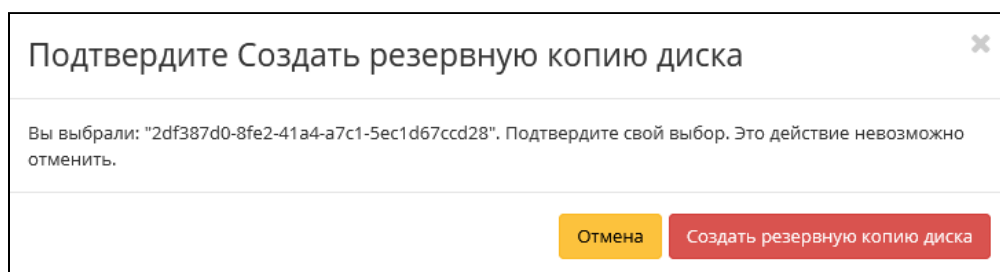 Подтвердите Создать резервную копию диска
Вы выбрали: "2df387d0-8fe2-41a4-a7c1-5ec1d67ccd28". Подтвердите свой выбор. Это действие невозможно
отменить.
Отмена
Создать резервную копию диска